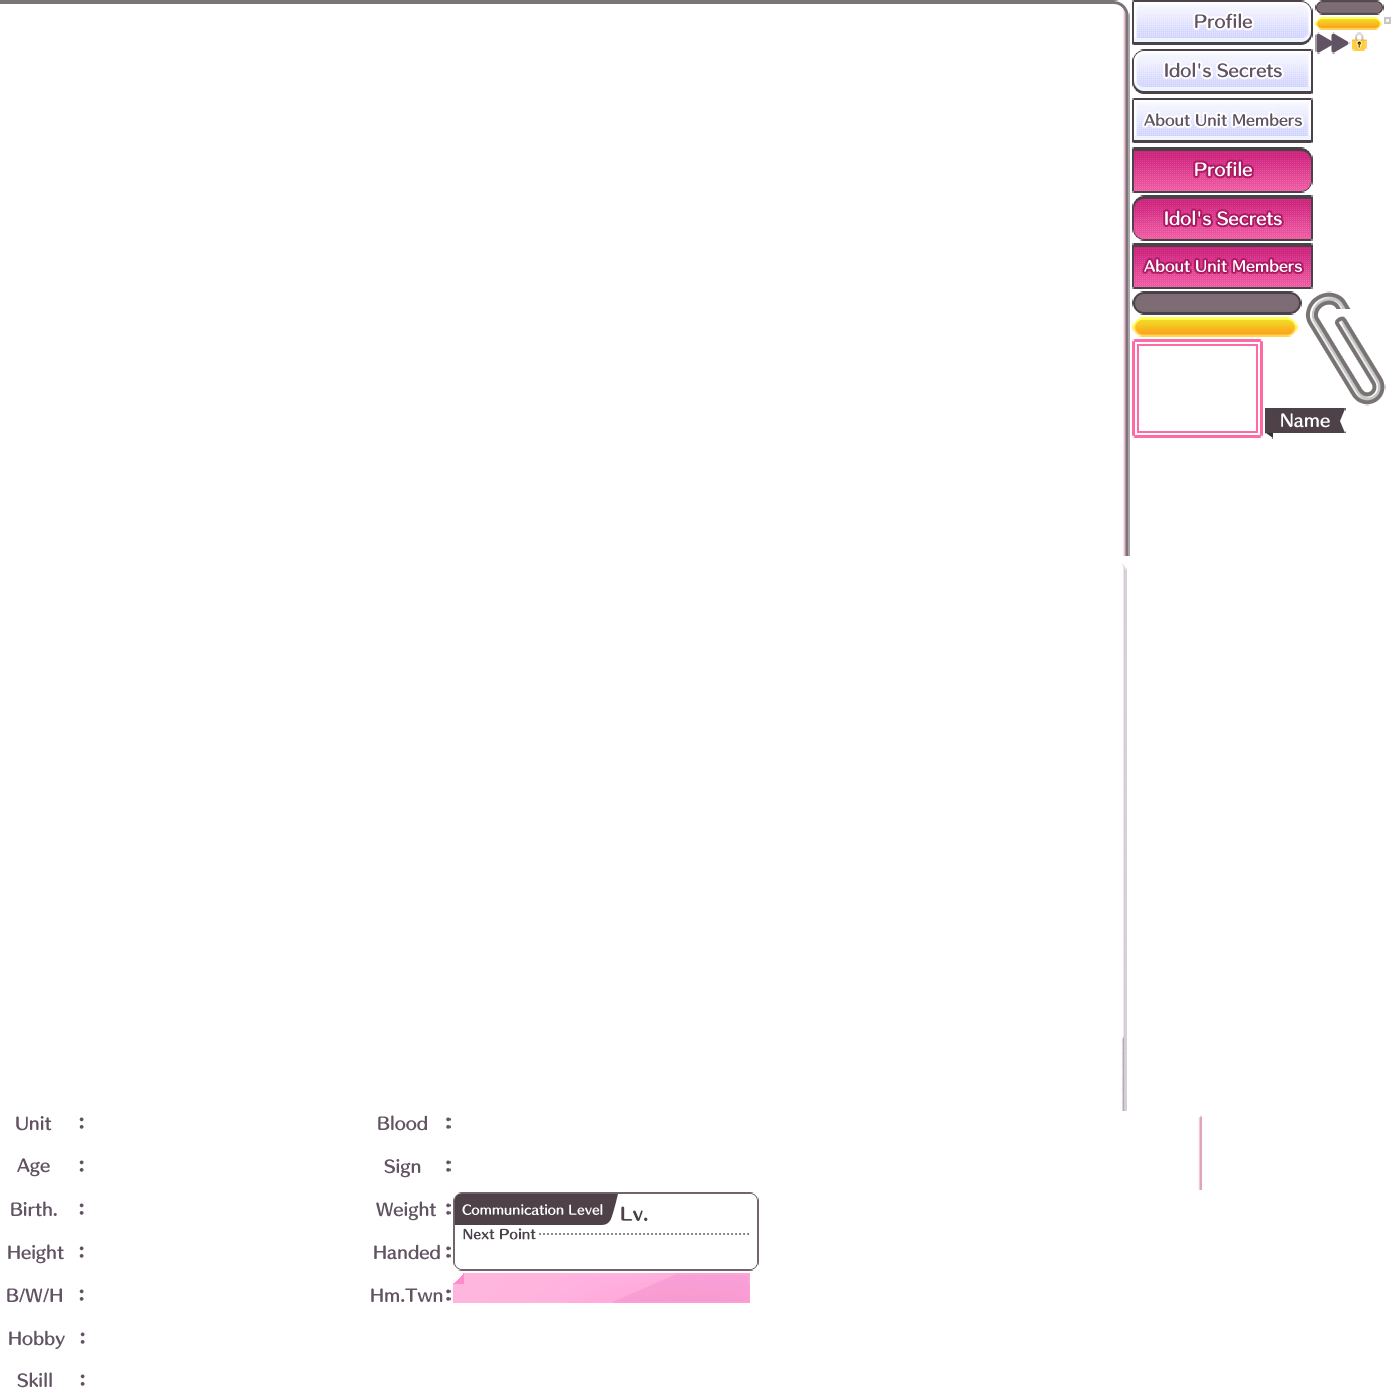 Profile
Idol's Secrets
About Unit Members
Profile
Idol's Secrets
About Unit Members
Name
Unit :
Age :
Birth. :
Height :
B/W/H :
Hobby :
Skill :
Blood :
Sign :
Weight :
Handed :
Hm.Twn :
Communication Level Lv.
Next Point